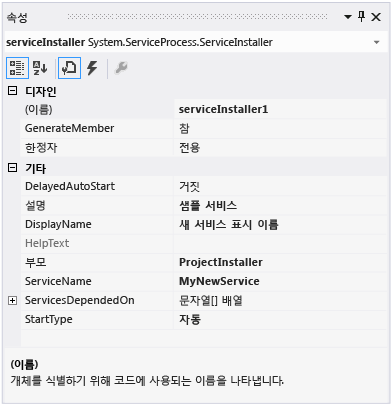 속성
serviceInstaller System.ServiceProcess.ServiceInstaller
디자인
(이름) serviceInstaller1
GenerateMember 참
한정자 전용
기타
DelayedAutoStart 거짓
설명 샘플 서비스
DisplayName 새 서비스 표시 이름
HelpText
부모 ProjectInstaller
ServiceName MyNewService
ServicesDependedOn 문자열[] 배열
StartType 자동
(이름)
개체를 식별하기 위해 코드에 사용되는 이름을 나타냅니다.